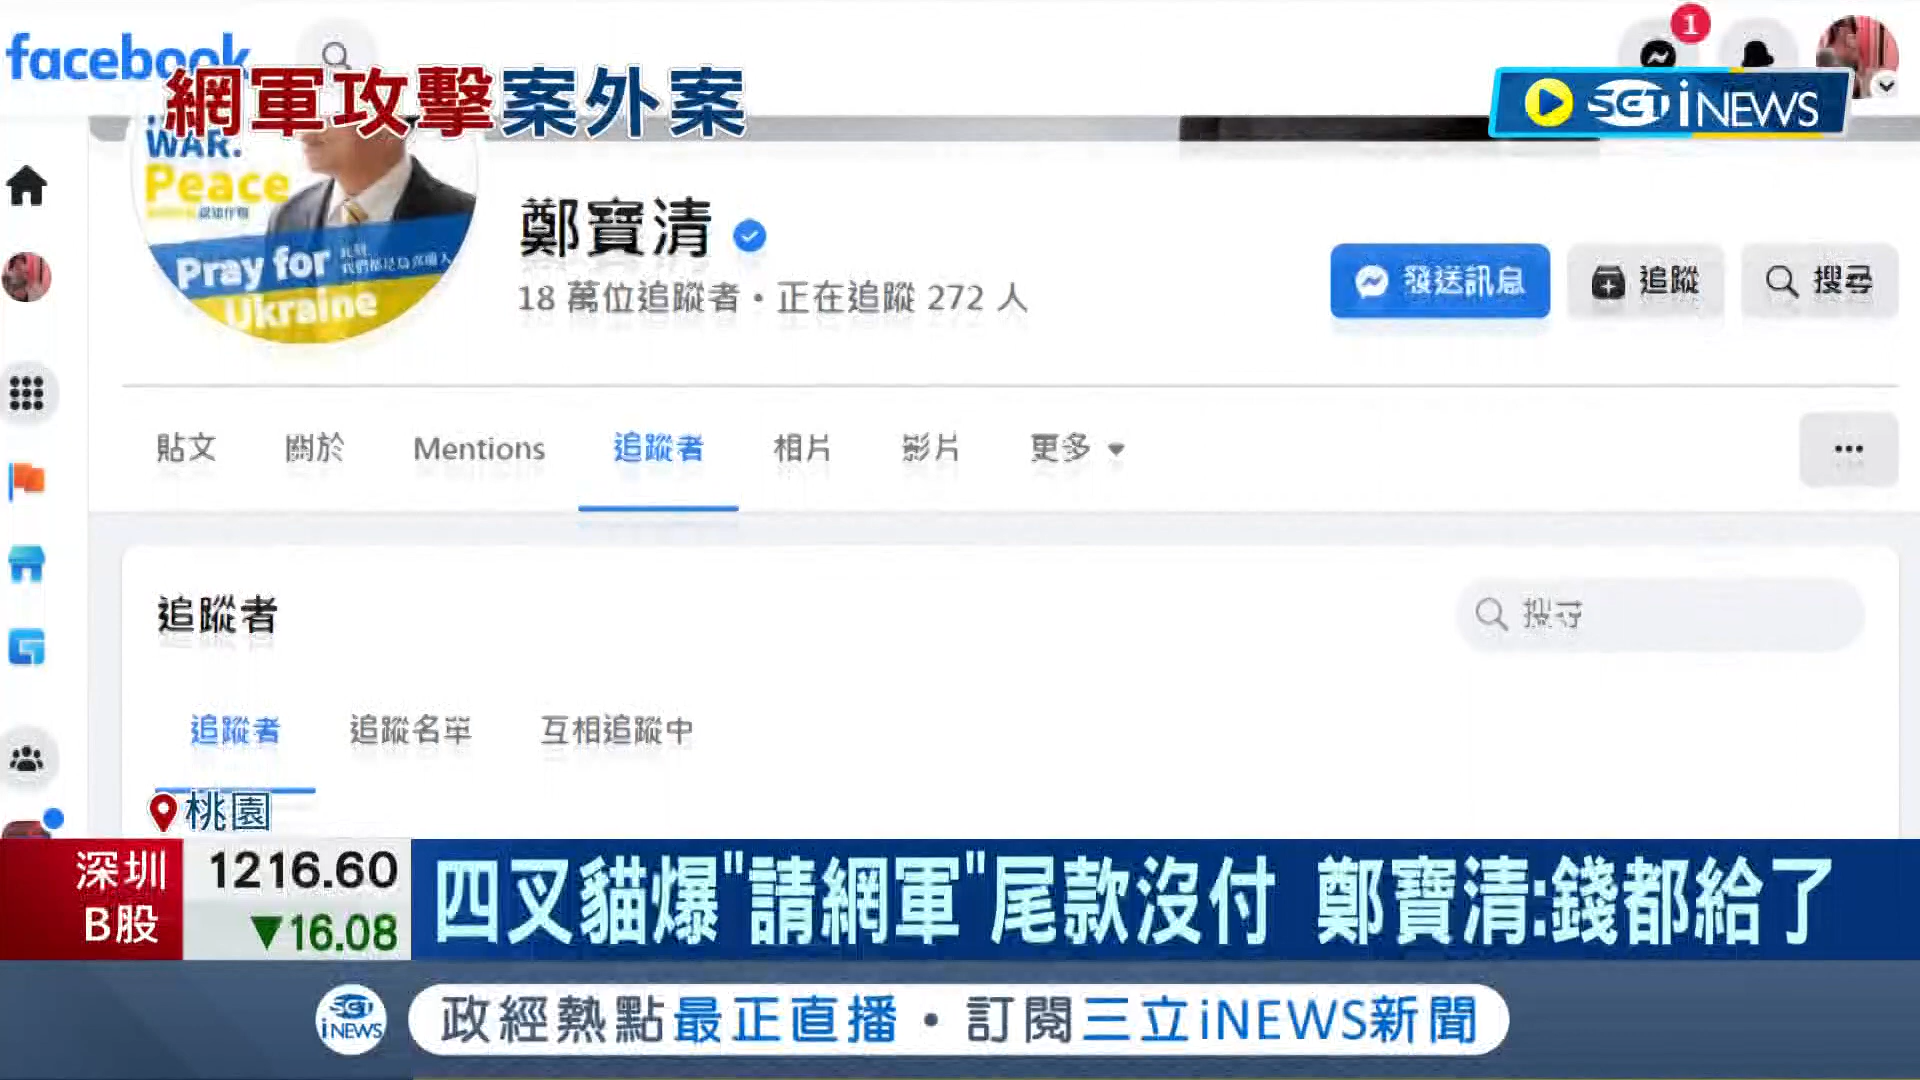 facebook
網軍攻擊案外案
1
SET iNEWS
WAR.
Peace
Pray for
Ukraine
鄭寶清
18 萬位追蹤者・正在追蹤 272 人
發送訊息
追蹤
搜尋
貼文
關於
Mentions
追蹤者
相片
影片
更多
追蹤者
搜尋
追蹤者
追蹤名單
互相追蹤中
桃園
深圳
B股
1216.60
▼16.08
四叉貓爆"請網軍"尾款沒付 鄭寶清:錢都給了
SET
iNEWS
政經熱點最正直播・訂閱三立iNEWS新聞